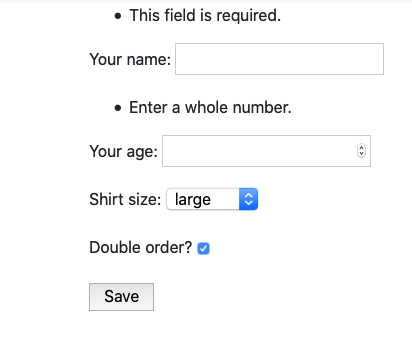 • This field is required.
Your name:
• Enter a whole number.
Your age:
Shirt size: large
Double order?
Save